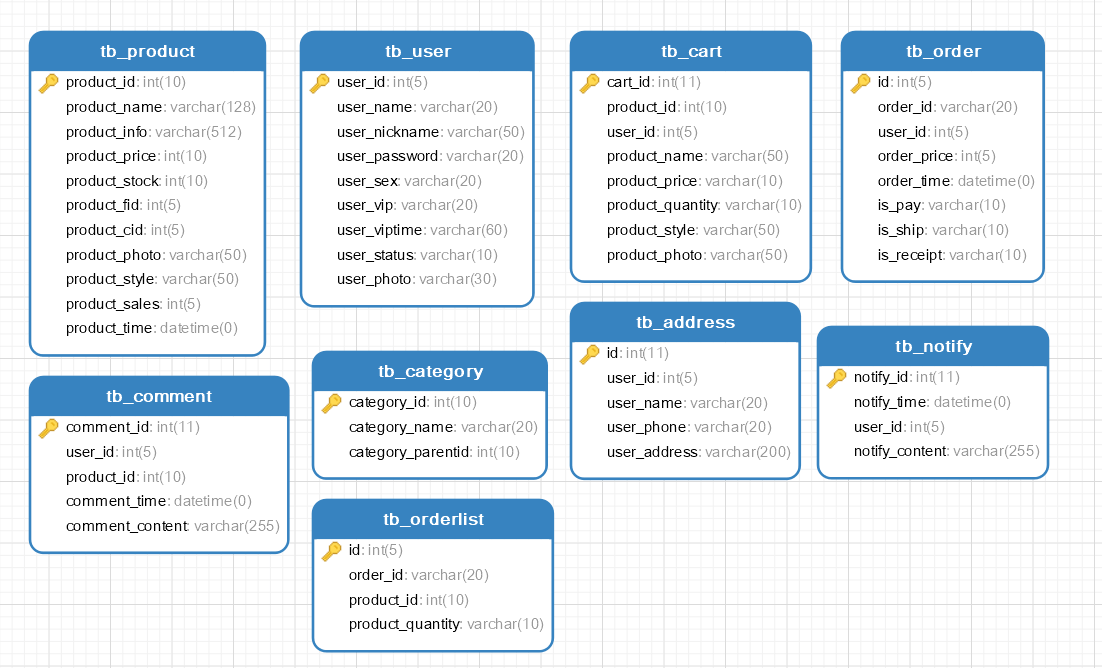 tb_product
product_id: int(10)
product_name: varchar(128)
product_info: varchar(512)
product_price: int(10)
product_stock: int(10)
product_fid: int(5)
product_cid: int(5)
product_photo: varchar(50)
product_style: varchar(50)
product_sales: int(5)
product_time: datetime(0)
tb_user
user_id: int(5)
user_name: varchar(20)
user_nickname: varchar(50)
user_password: varchar(20)
user_sex: varchar(20)
user_vip: varchar(20)
user_viptime: varchar(60)
user_status: varchar(10)
user_photo: varchar(30)
tb_cart
cart_id: int(11)
product_id: int(10)
user_id: int(5)
product_name: varchar(50)
product_price: varchar(10)
product_quantity: varchar(10)
product_style: varchar(50)
product_photo: varchar(50)
tb_order
id: int(5)
order_id: varchar(20)
user_id: int(5)
order_price: int(5)
order_time: datetime(0)
is_pay: varchar(10)
is_ship: varchar(10)
is_receipt: varchar(10)
tb_comment
comment_id: int(11)
user_id: int(5)
product_id: int(10)
comment_time: datetime(0)
comment_content: varchar(255)
tb_category
category_id: int(10)
category_name: varchar(20)
category_parentid: int(10)
tb_address
id: int(11)
user_id: int(5)
user_name: varchar(20)
user_phone: varchar(20)
user_address: varchar(200)
tb_notify
notify_id: int(11)
notify_time: datetime(0)
user_id: int(5)
notify_content: varchar(255)
tb_orderlist
id: int(5)
order_id: varchar(20)
product_id: int(10)
product_quantity: varchar(10)